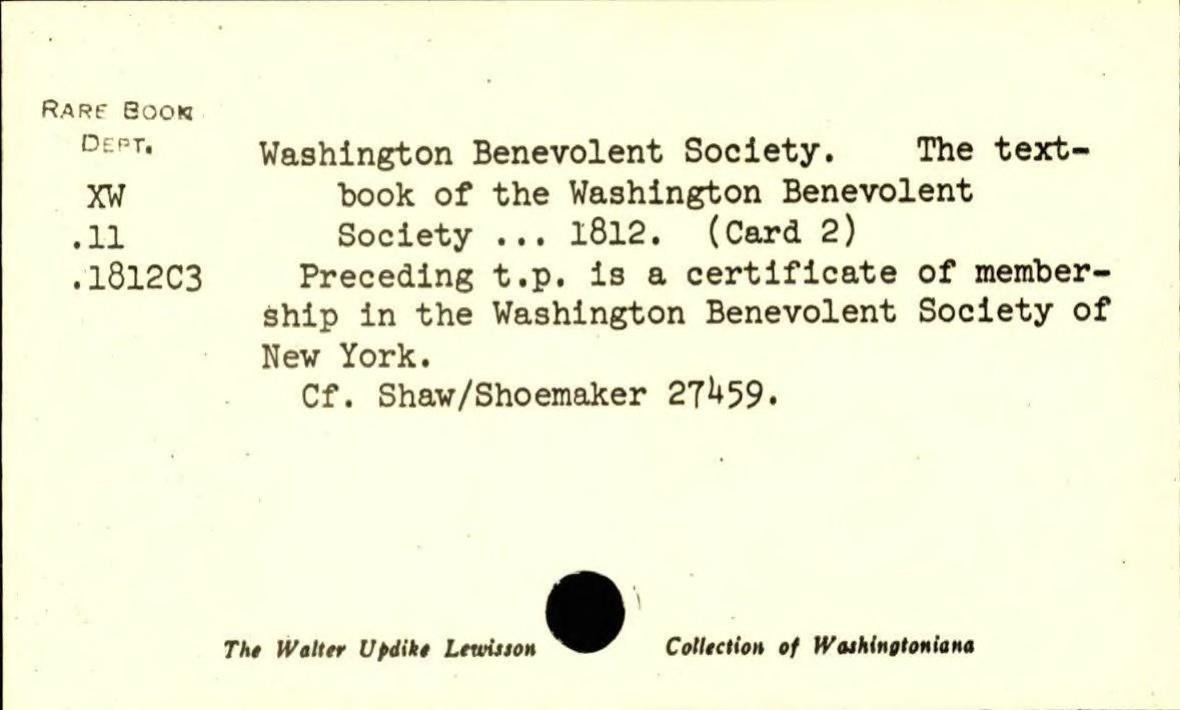 RARE BOOK
DEPT.
Washington Benevolent Society. The text-
XW book of the Washington Benevolent
.11 Society ... 1812. (Card 2)
.1812C3 Preceding t.p. is a certificate of member-
ship in the Washington Benevolent Society of
New York.
Cf. Shaw/Shoemaker 27459.
The Walter Updike Lewisson Collection of Washingtoniana